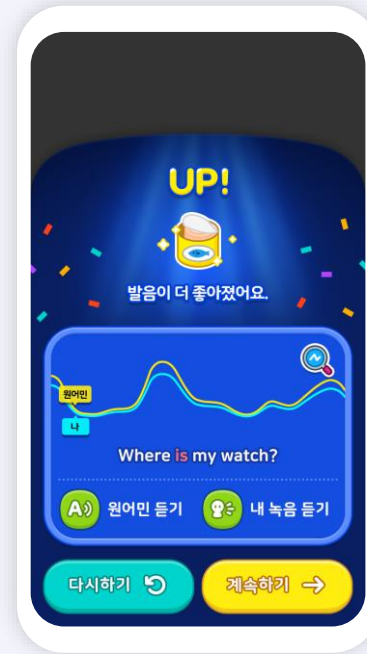 UP!
발음이 더 좋아졌어요.
원어민
나
Where is my watch?
A 원어민 듣기
내 녹음 듣기
다시하기
계속하기